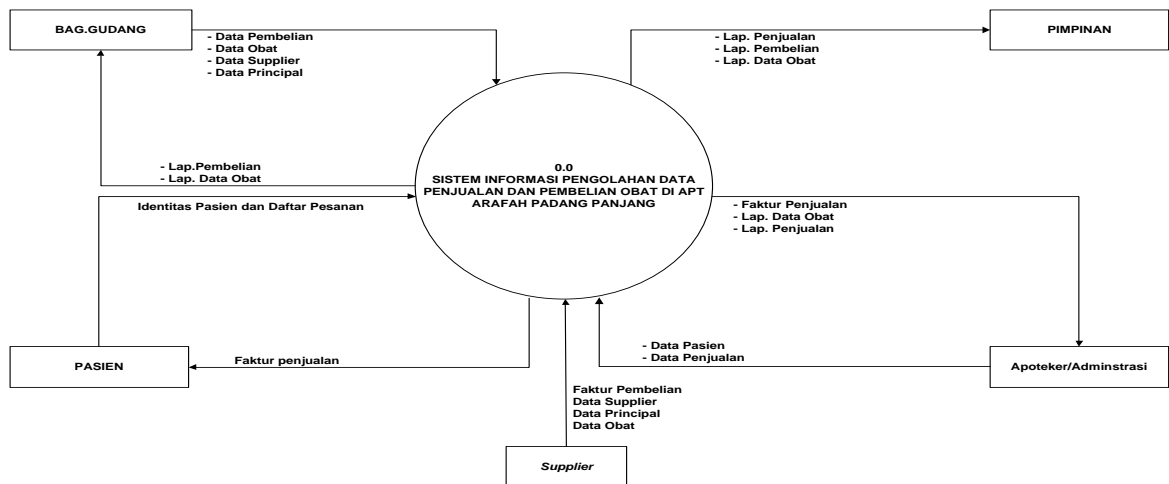 BAG.GUDANG
- Data Pembelian
- Data Obat
- Data Supplier
- Data Principal
- Lap. Penjualan
- Lap. Pembelian
- Lap. Data Obat
PIMPINAN
0.0
SISTEM INFORMASI PENGOLAHAN DATA
PENJUALAN DAN PEMBELIAN OBAT DI APT
ARAFAH PADANG PANJANG
- Lap.Pembelian
- Lap. Data Obat
Identitas Pasien dan Daftar Pesanan
- Faktur Penjualan
- Lap. Data Obat
- Lap. Penjualan
PASIEN
Faktur penjualan
- Data Pasien
- Data Penjualan
Apoteker/Adminstrasi
Faktur Pembelian
Data Supplier
Data Principal
Data Obat
Supplier